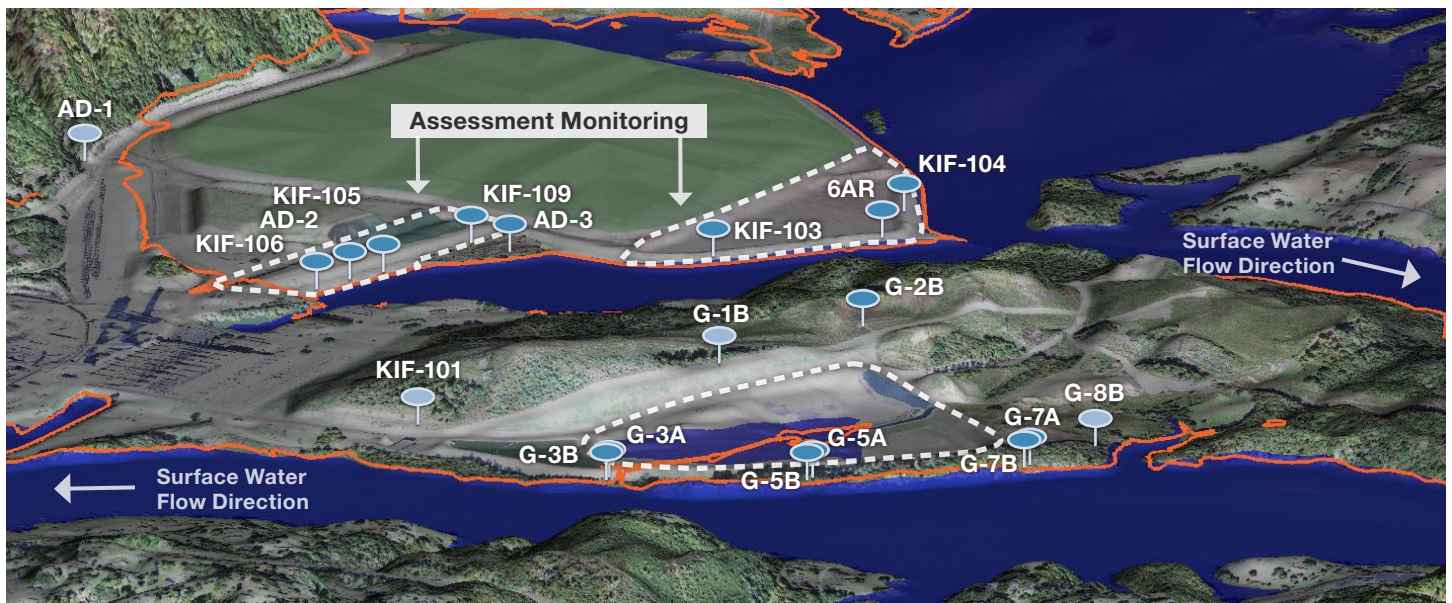 AD-1
Assessment Monitoring
KIF-104
6AR
KIF-105
KIF-109
AD-2
AD-3
KIF-106
KIF-103
Surface Water
Flow Direction
G-2B
G-1B
KIF-101
G-8B
G-3A
G-5A
G-7A
G-3B
G-7B
G-5B
Surface Water
Flow Direction